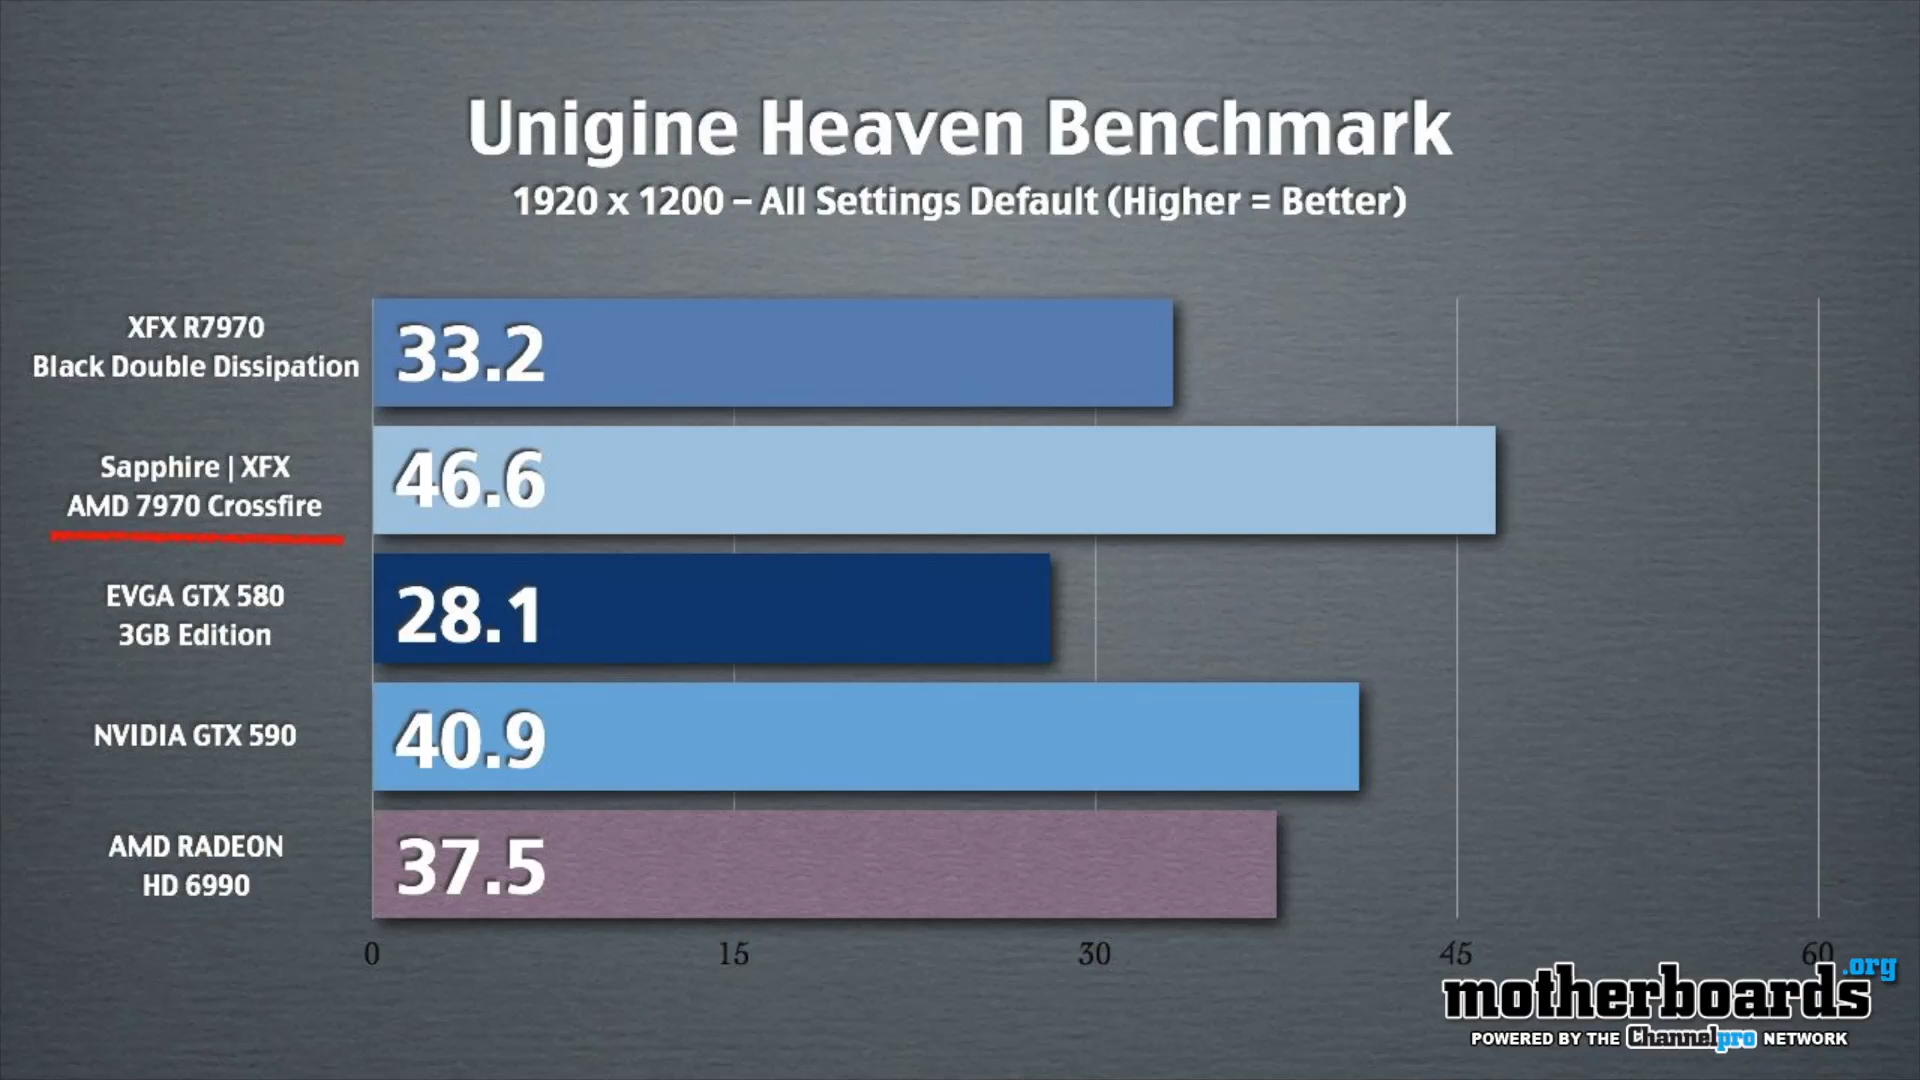 Unigine Heaven Benchmark
1920 x 1200 – All Settings Default (Higher = Better)
XFX R7970
Black Double Dissipation
33.2
Sapphire | XFX
AMD 7970 Crossfire
46.6
EVGA GTX 580
3GB Edition
28.1
NVIDIA GTX 590
40.9
AMD RADEON
HD 6990
37.5
0 15 30 45 60
motherboards.org
POWERED BY THE Channelpro NETWORK